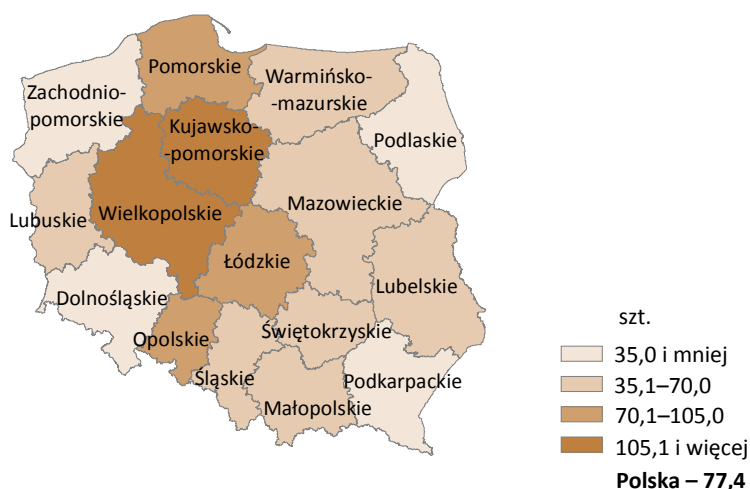 Pomorskie
Warmińsko-
-mazurskie
Zachodnio-
pomorskie
Kujawsko-
-pomorskie
Podlaskie
Lubuskie
Wielkopolskie
Mazowieckie
Łódzkie
Lubelskie
Dolnośląskie
Opolskie
Świętokrzyskie
Śląskie
Małopolskie
Podkarpackie
szt.
35,0 i mniej
35,1–70,0
70,1–105,0
105,1 i więcej
Polska – 77,4